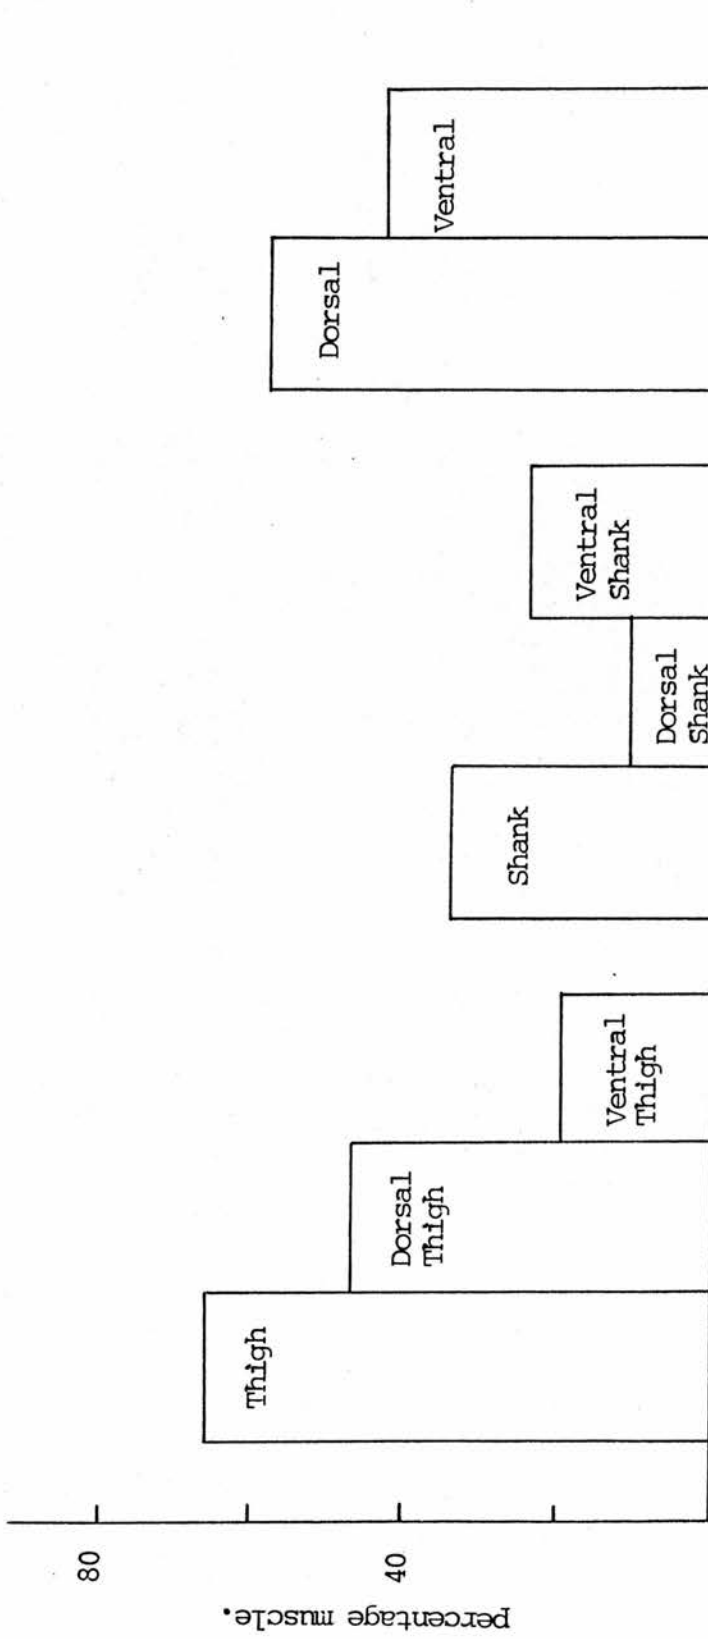 80
40
percentage muscle.
Thigh
Dorsal
Thigh
Ventral
Thigh
Shank
Dorsal
Shank
Ventral
Shank
Dorsal
Ventral